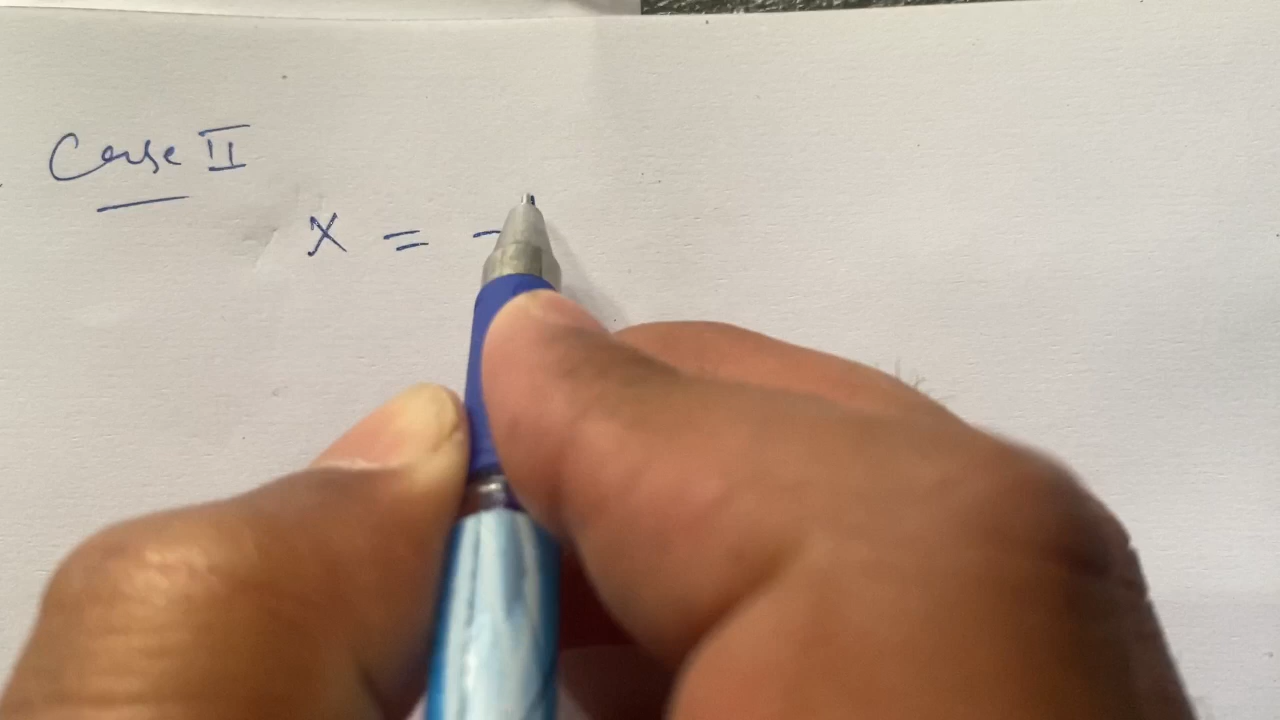 Case II
x = -